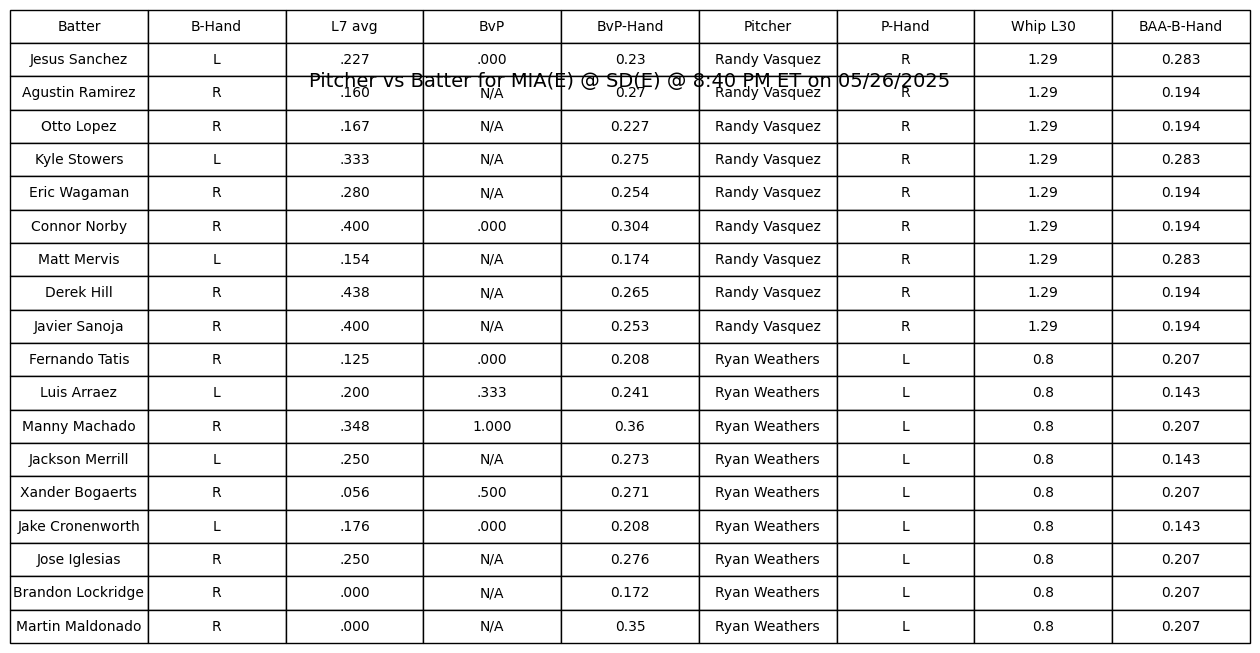 Batter B-Hand L7 avg BvP BvP-Hand Pitcher P-Hand Whip L30 BAA-B-Hand
Jesus Sanchez L .227 .000 0.23 Randy Vasquez R 1.29 0.283
Pitcher vs Batter for MIA(E) @ SD(E) @ 8:40 PM ET on 05/26/2025
Agustin Ramirez R .160 N/A 0.27 Randy Vasquez R 1.29 0.194
Otto Lopez R .167 N/A 0.227 Randy Vasquez R 1.29 0.194
Kyle Stowers L .333 N/A 0.275 Randy Vasquez R 1.29 0.283
Eric Wagaman R .280 N/A 0.254 Randy Vasquez R 1.29 0.194
Connor Norby R .400 .000 0.304 Randy Vasquez R 1.29 0.194
Matt Mervis L .154 N/A 0.174 Randy Vasquez R 1.29 0.283
Derek Hill R .438 N/A 0.265 Randy Vasquez R 1.29 0.194
Javier Sanoja R .400 N/A 0.253 Randy Vasquez R 1.29 0.194
Fernando Tatis R .125 .000 0.208 Ryan Weathers L 0.8 0.207
Luis Arraez L .200 .333 0.241 Ryan Weathers L 0.8 0.143
Manny Machado R .348 1.000 0.36 Ryan Weathers L 0.8 0.207
Jackson Merrill L .250 N/A 0.273 Ryan Weathers L 0.8 0.143
Xander Bogaerts R .056 .500 0.271 Ryan Weathers L 0.8 0.207
Jake Cronenworth L .176 .000 0.208 Ryan Weathers L 0.8 0.143
Jose Iglesias R .250 N/A 0.276 Ryan Weathers L 0.8 0.207
Brandon Lockridge R .000 N/A 0.172 Ryan Weathers L 0.8 0.207
Martin Maldonado R .000 N/A 0.35 Ryan Weathers L 0.8 0.207